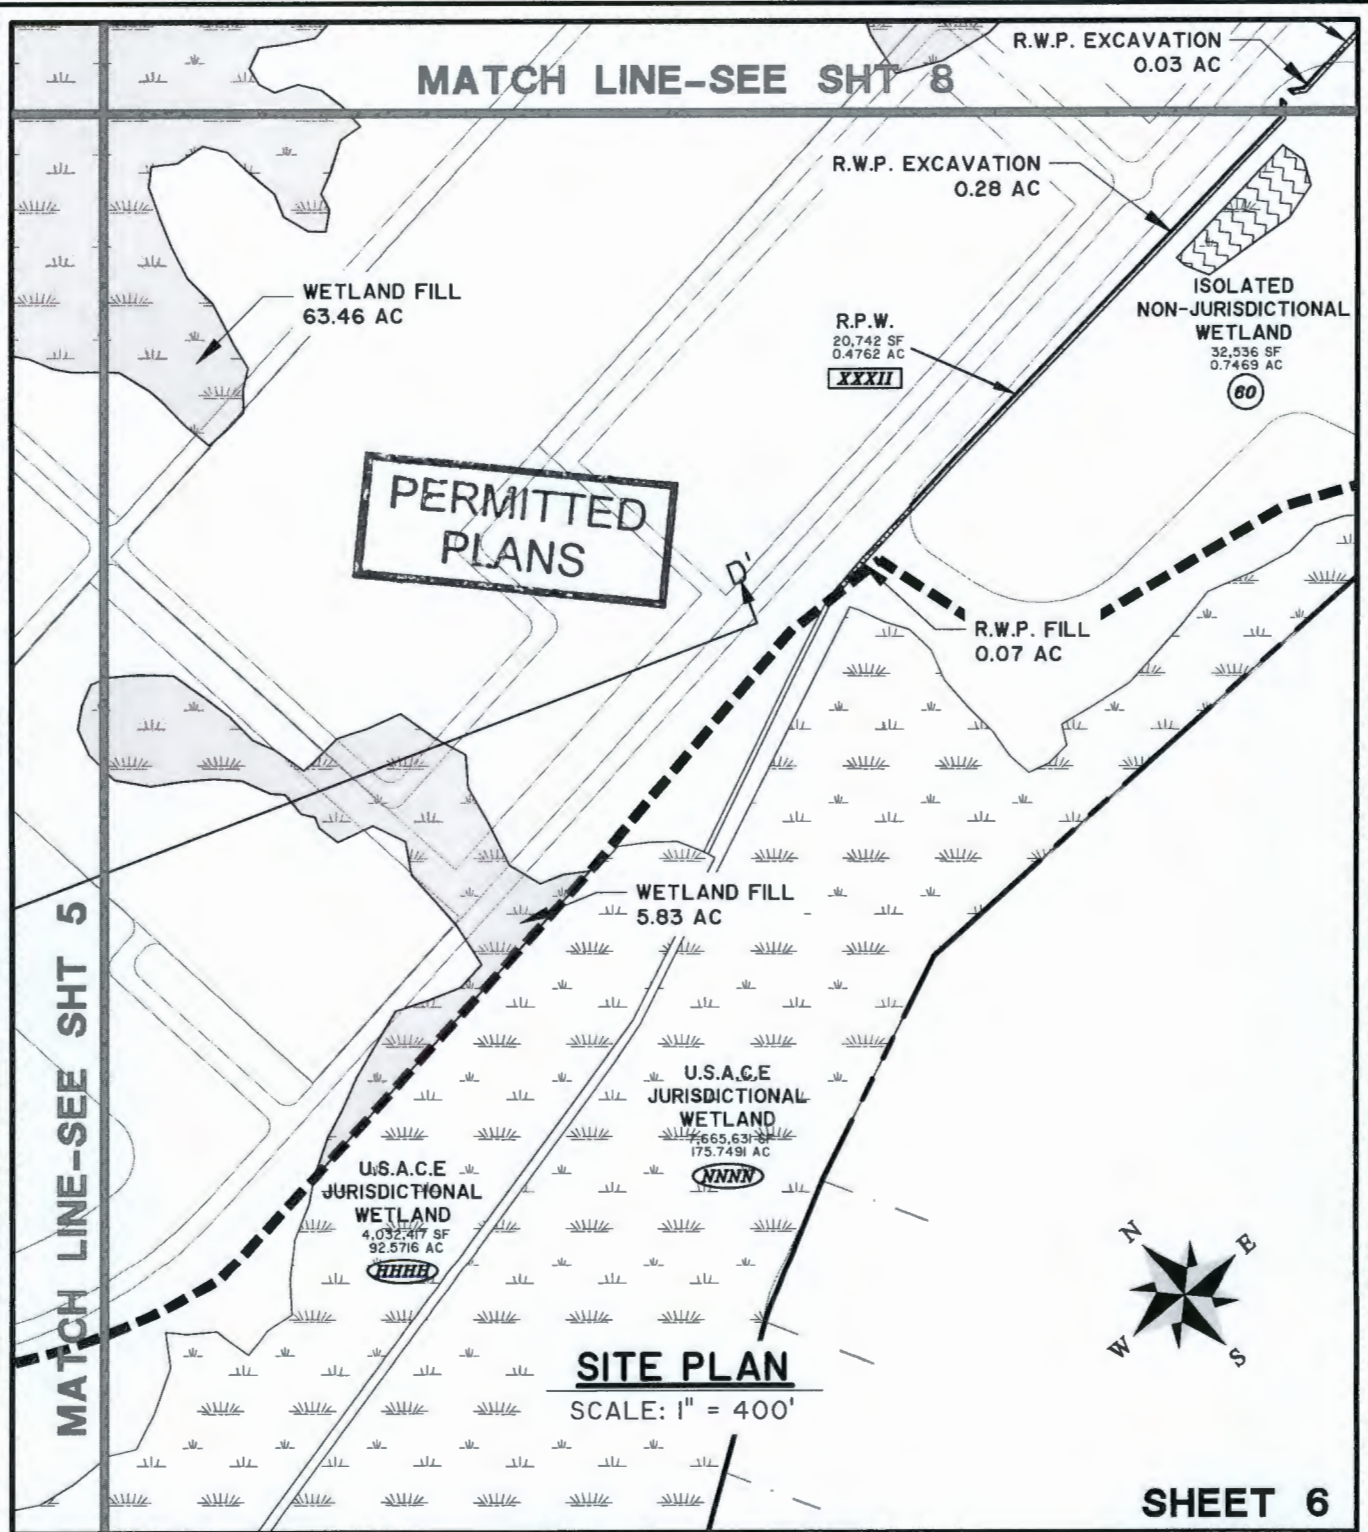 R.W.P. EXCAVATION
0.03 AC
MATCH LINE-SEE SHT 8
R.W.P. EXCAVATION
0.28 AC
WETLAND FILL
63.46 AC
ISOLATED
NON-JURISDICTIONAL
WETLAND
32,536 SF
0.7469 AC
60
R.P.W.
20,742 SF
0.4762 AC
XXXII
PERMITTED
PLANS
D'
R.W.P. FILL
0.07 AC
WETLAND FILL
5.83 AC
MATCH LINE-SEE SHT 5
U.S.A.C.E
JURISDICTIONAL
WETLAND
7,665,631 SF
175.7491 AC
NNNN
U.S.A.C.E
JURISDICTIONAL
WETLAND
4,032,417 SF
92.5716 AC
HHHH
N
E
W
S
SITE PLAN
SCALE: 1" = 400'
SHEET 6